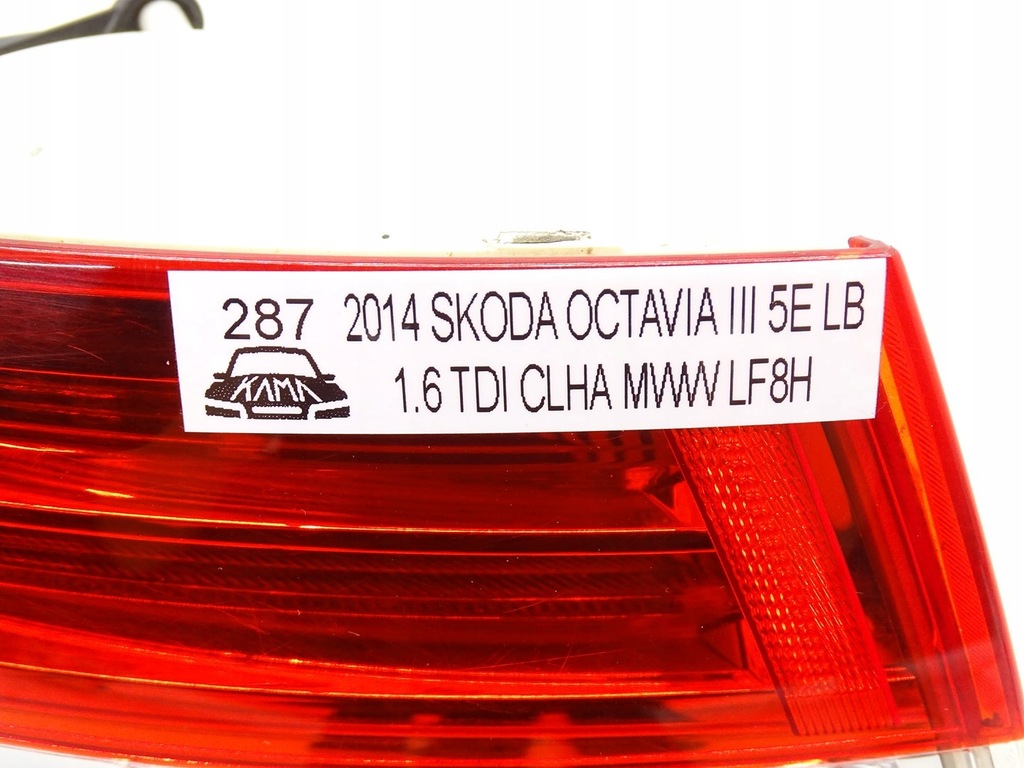 287 2014 SKODA OCTAVIA III 5E LB
KAMA 1.6 TDI CLHA MWW LF8H